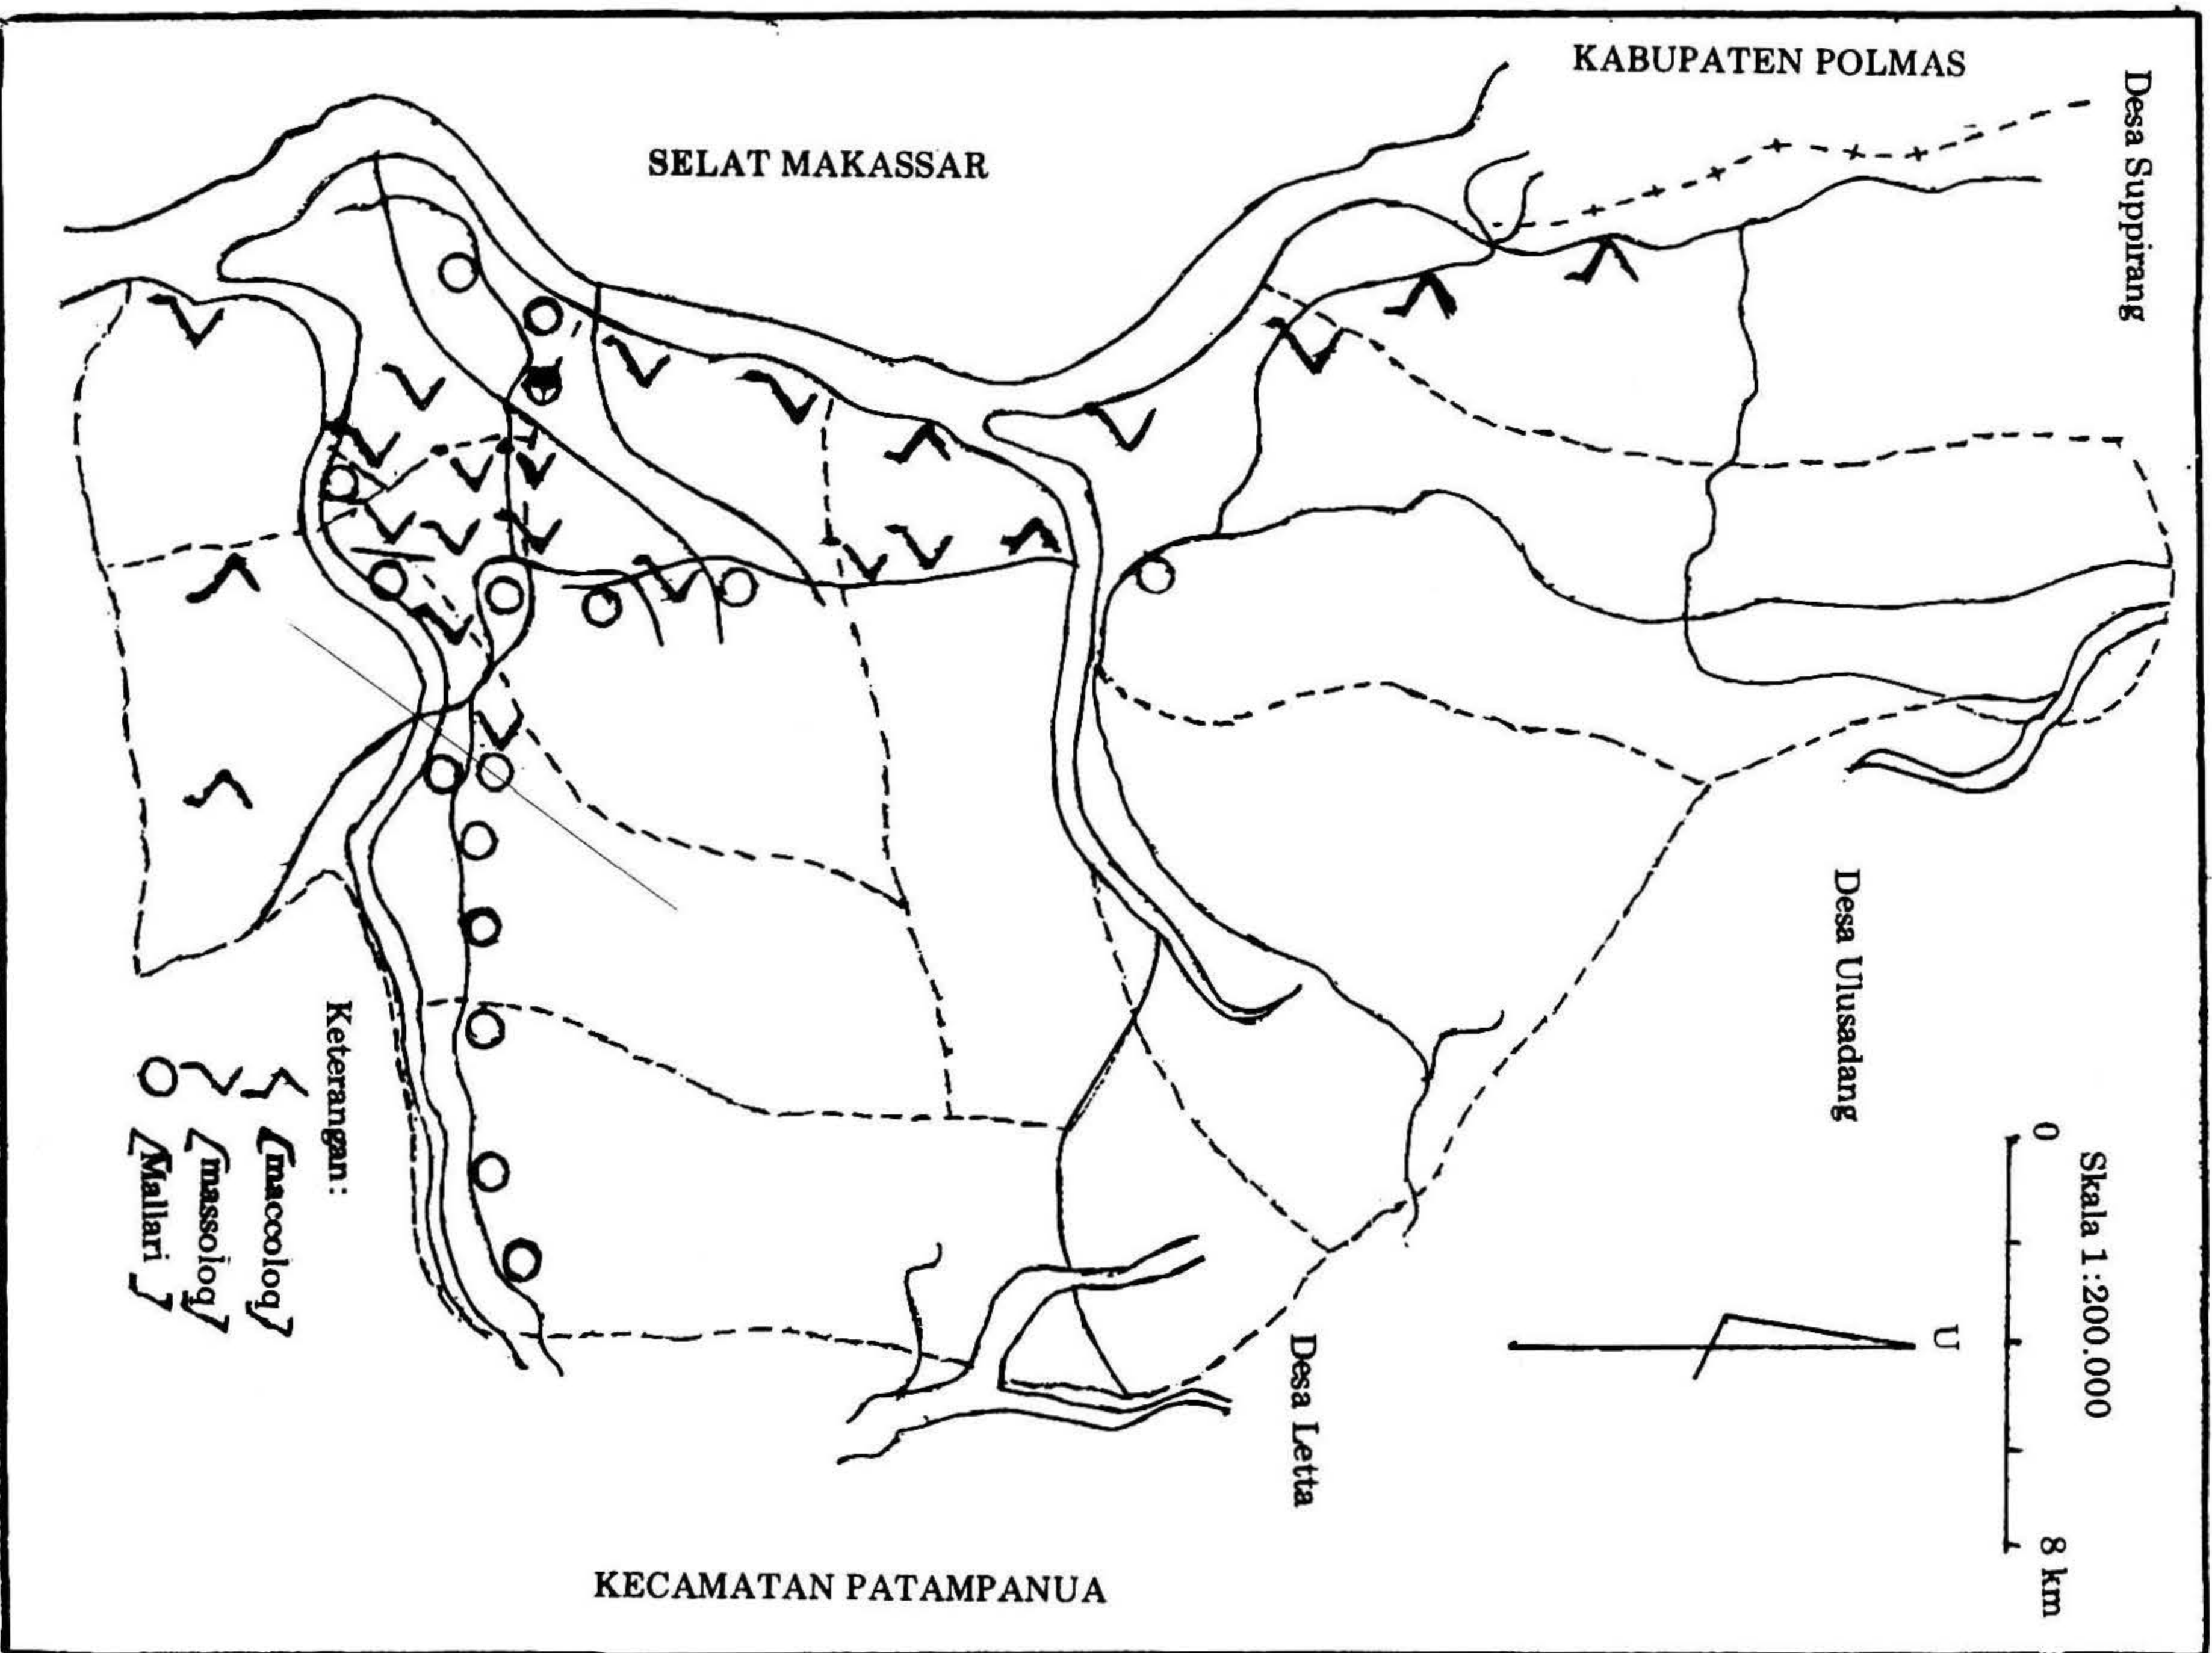 KABUPATEN POLMAS
SELAT MAKASSAR
Desa Suppirang
Desa Ulusadang
Desa Letta
KECAMATAN PATAMPANUA
Skala 1:200.000
0
8 km
U
Keterangan:
[maccoloq]
[massoloq]
[Mallari]